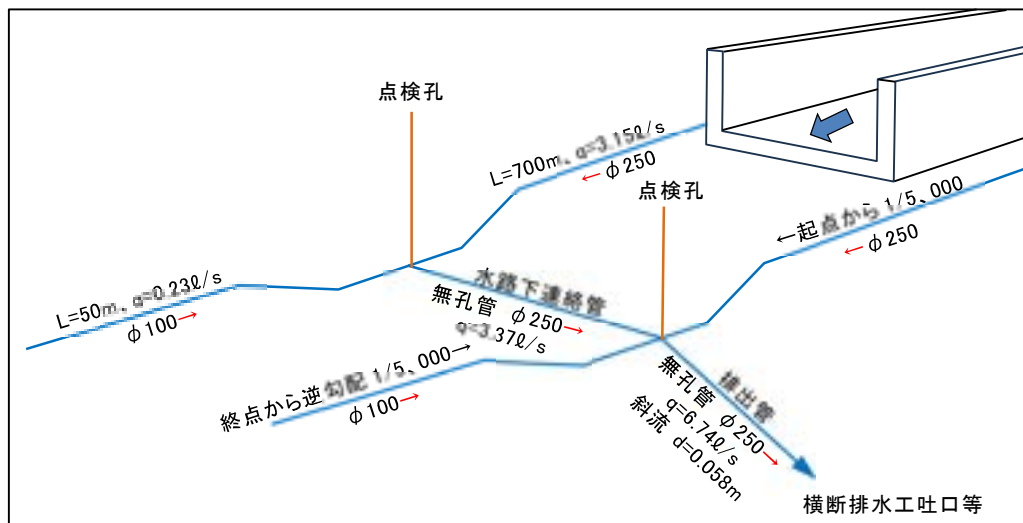 点検孔
L=700m、q=3.15ℓ/s
← φ250
点検孔
←起点から 1/5、000
← φ250
L=50m、q=0.23ℓ/s
φ100→
水路下連絡管
無孔管 φ250→
q=3.37ℓ/s
終点から逆勾配 1/5、000→
φ100→
排出管
無孔管 φ250→
q=6.74ℓ/s
斜流 d=0.058m
横断排水工吐口等